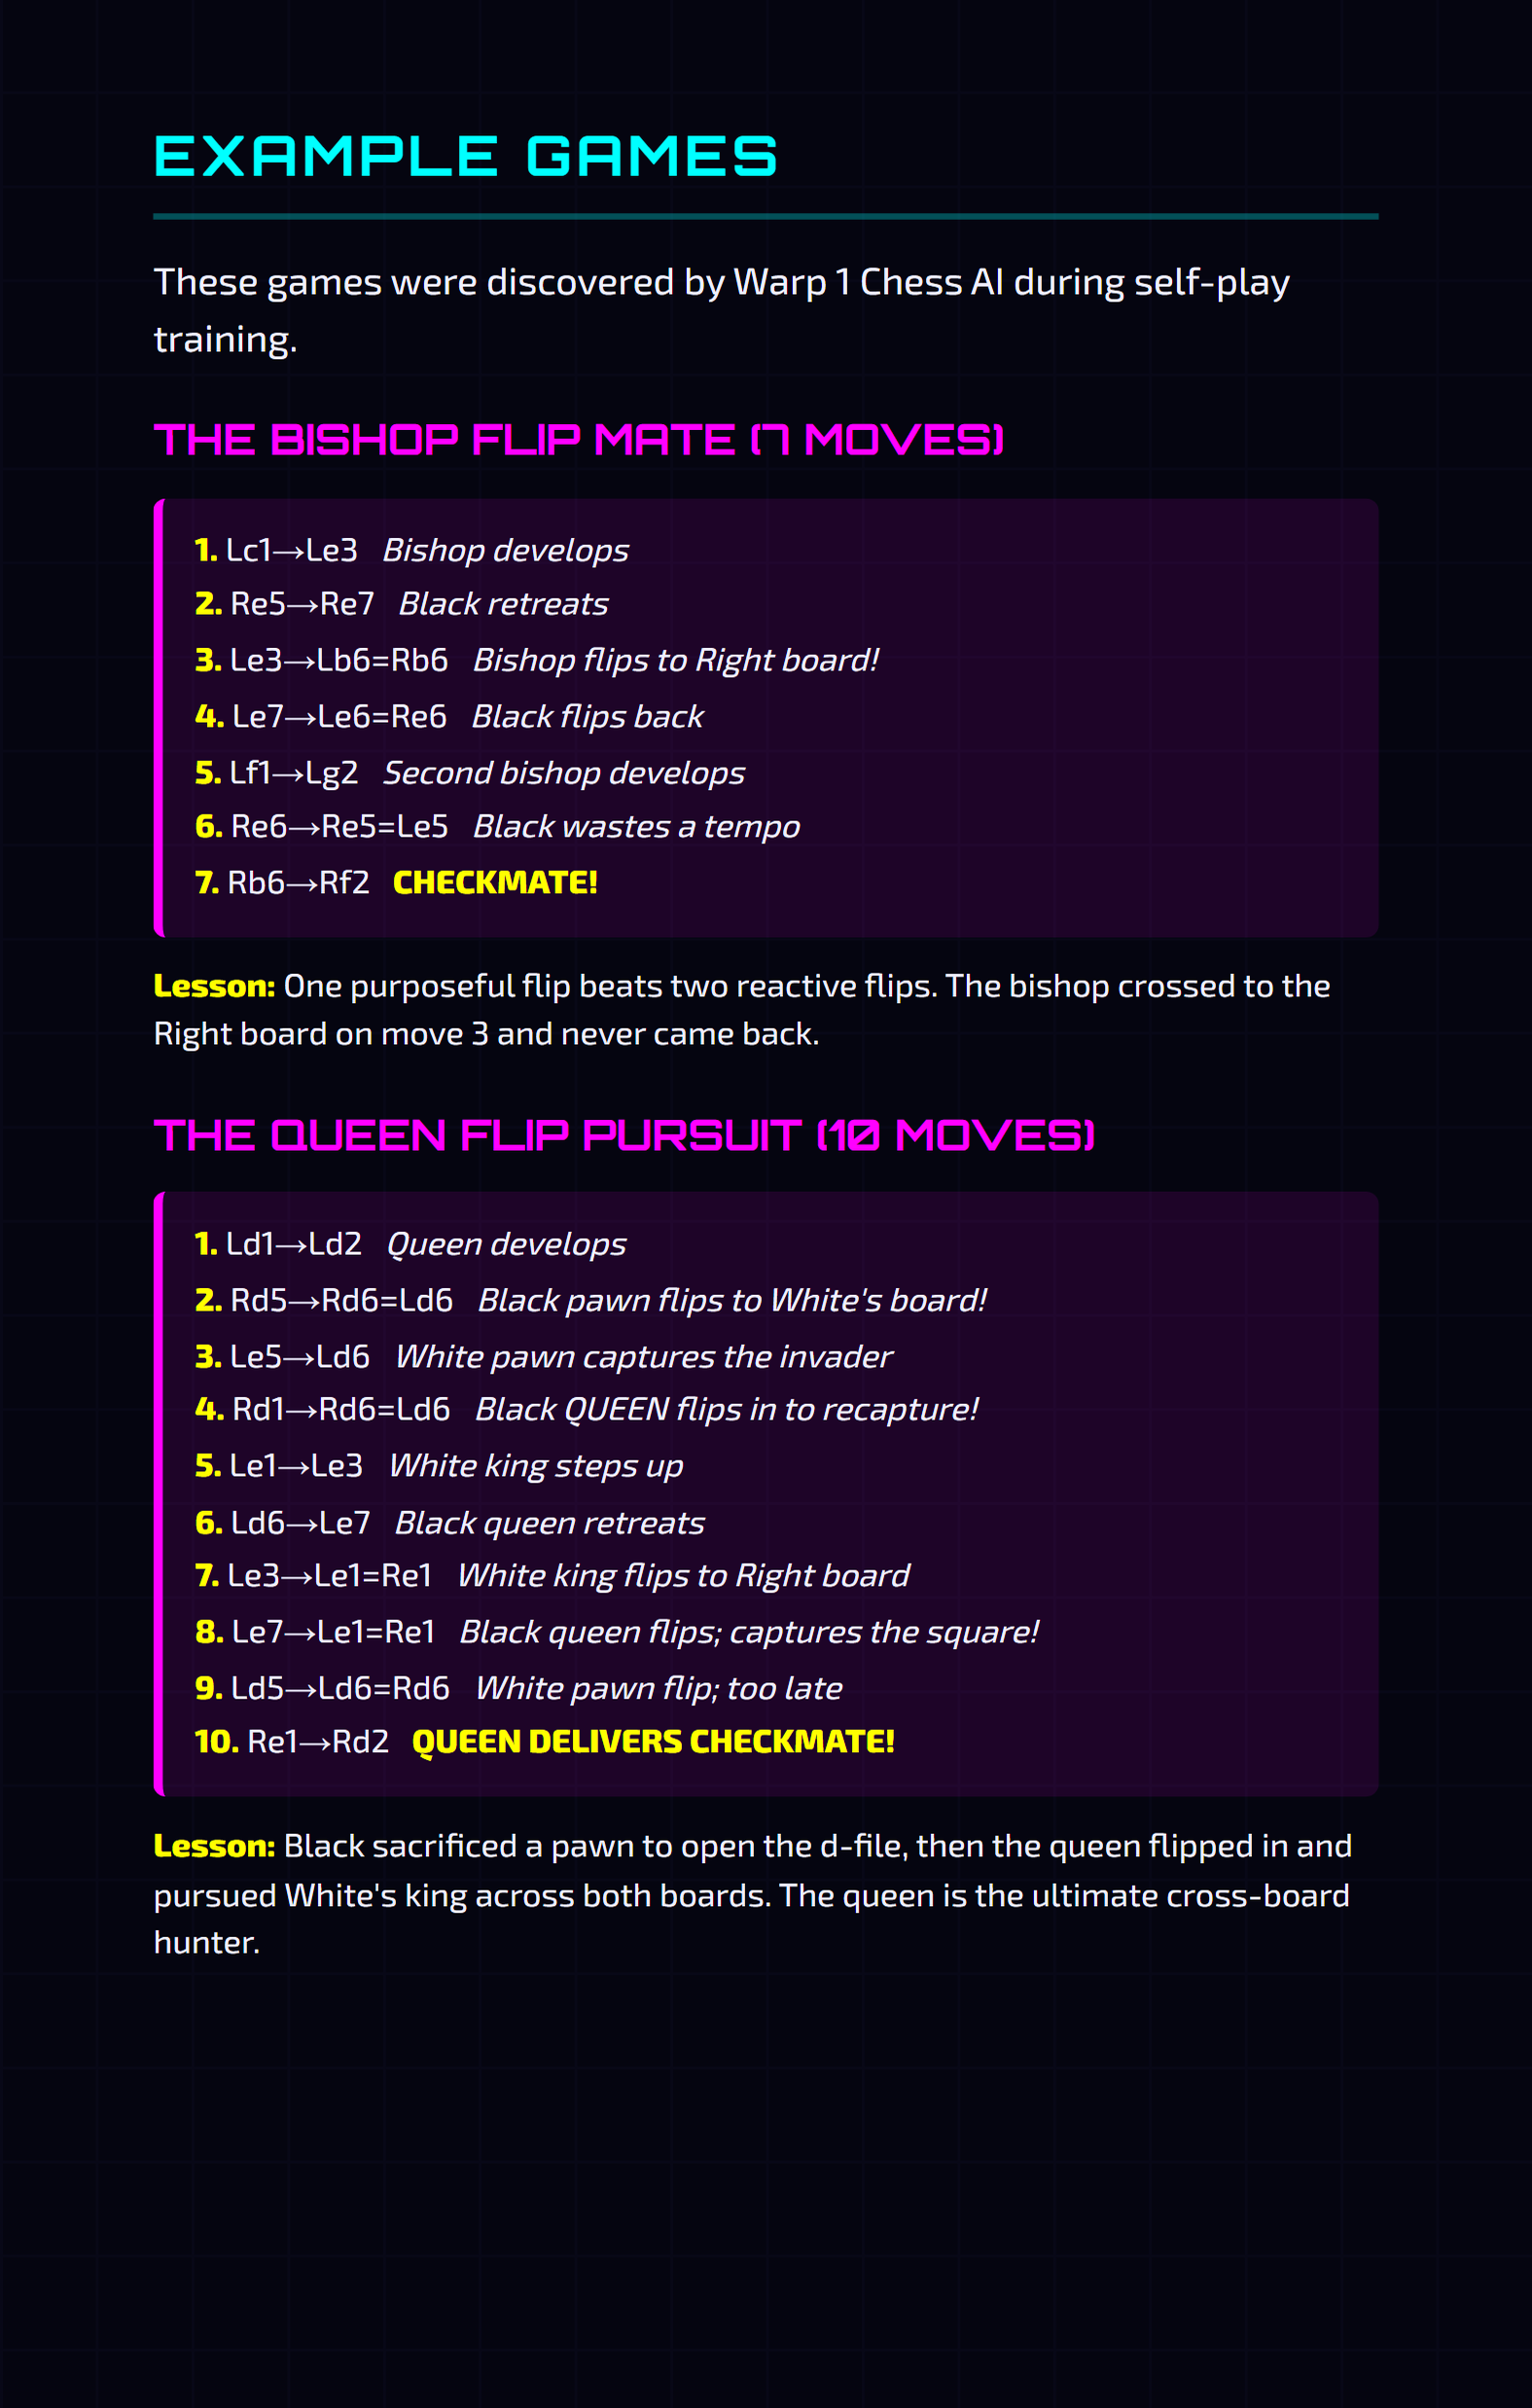 EXAMPLE GAMES
These games were discovered by Warp 1 Chess AI during self-play
training.
THE BISHOP FLIP MATE (7 MOVES)
1. Lc1→Le3 Bishop develops
2. Re5→Re7 Black retreats
3. Le3→Lb6=Rb6 Bishop flips to Right board!
4. Le7→Le6=Re6 Black flips back
5. Lf1→Lg2 Second bishop develops
6. Re6→Re5=Le5 Black wastes a tempo
7. Rb6→Rf2 CHECKMATE!
Lesson: One purposeful flip beats two reactive flips. The bishop crossed to the
Right board on move 3 and never came back.
THE QUEEN FLIP PURSUIT (10 MOVES)
1. Ld1→Ld2 Queen develops
2. Rd5→Rd6=Ld6 Black pawn flips to White's board!
3. Le5→Ld6 White pawn captures the invader
4. Rd1→Rd6=Ld6 Black QUEEN flips in to recapture!
5. Le1→Le3 White king steps up
6. Ld6→Le7 Black queen retreats
7. Le3→Le1=Re1 White king flips to Right board
8. Le7→Le1=Re1 Black queen flips; captures the square!
9. Ld5→Ld6=Rd6 White pawn flip; too late
10. Re1→Rd2 QUEEN DELIVERS CHECKMATE!
Lesson: Black sacrificed a pawn to open the d-file, then the queen flipped in and
pursued White's king across both boards. The queen is the ultimate cross-board
hunter.